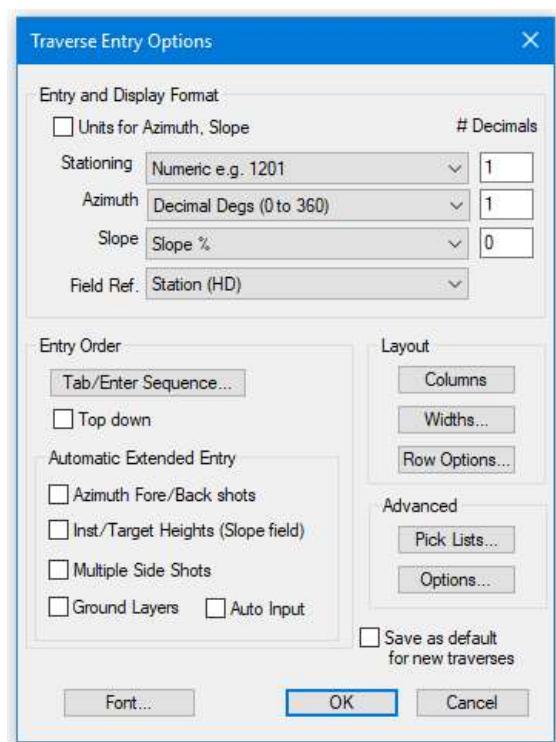 Traverse Entry Options
Entry and Display Format
Units for Azimuth, Slope # Decimals
Stationing Numeric e.g. 1201 1
Azimuth Decimal Degs (0 to 360) 1
Slope Slope % 0
Field Ref. Station (HD)
Entry Order
Tab/Enter Sequence...
Top down
Automatic Extended Entry
Azimuth Fore/Back shots
Inst/Target Heights (Slope field)
Multiple Side Shots
Ground Layers Auto Input
Layout
Columns
Widths...
Row Options...
Advanced
Pick Lists...
Options...
Save as default
for new traverses
Font... OK Cancel